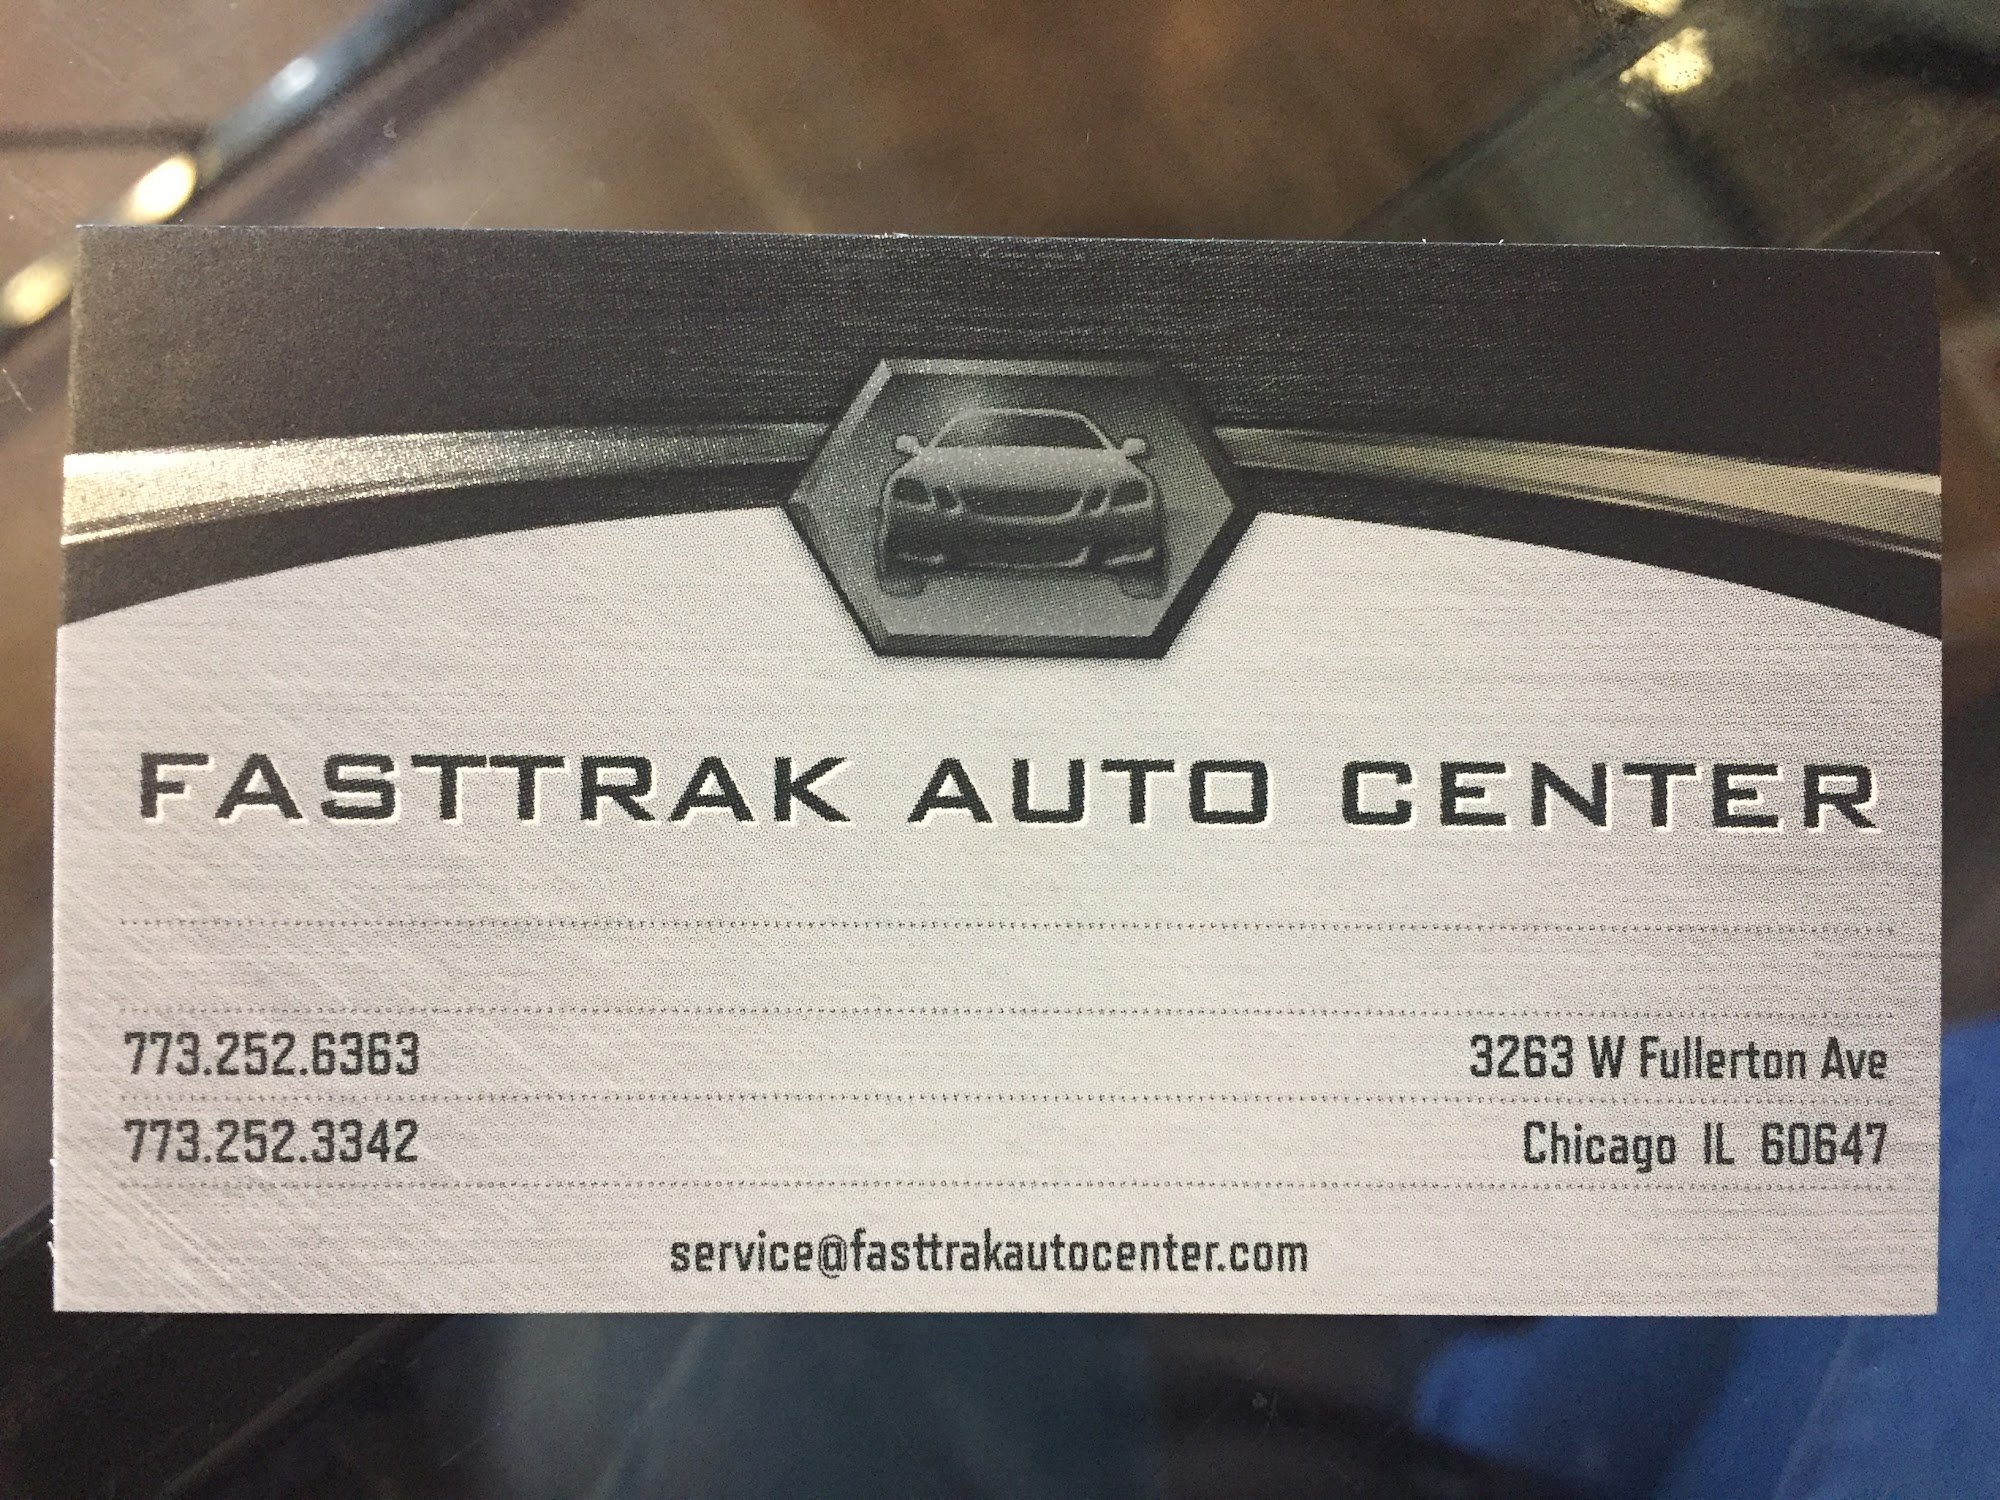 FASTTRAK AUTO CENTER
773.252.6363
3263 W Fullerton Ave
773.252.3342
Chicago IL 60647
service@fasttrakautocenter.com